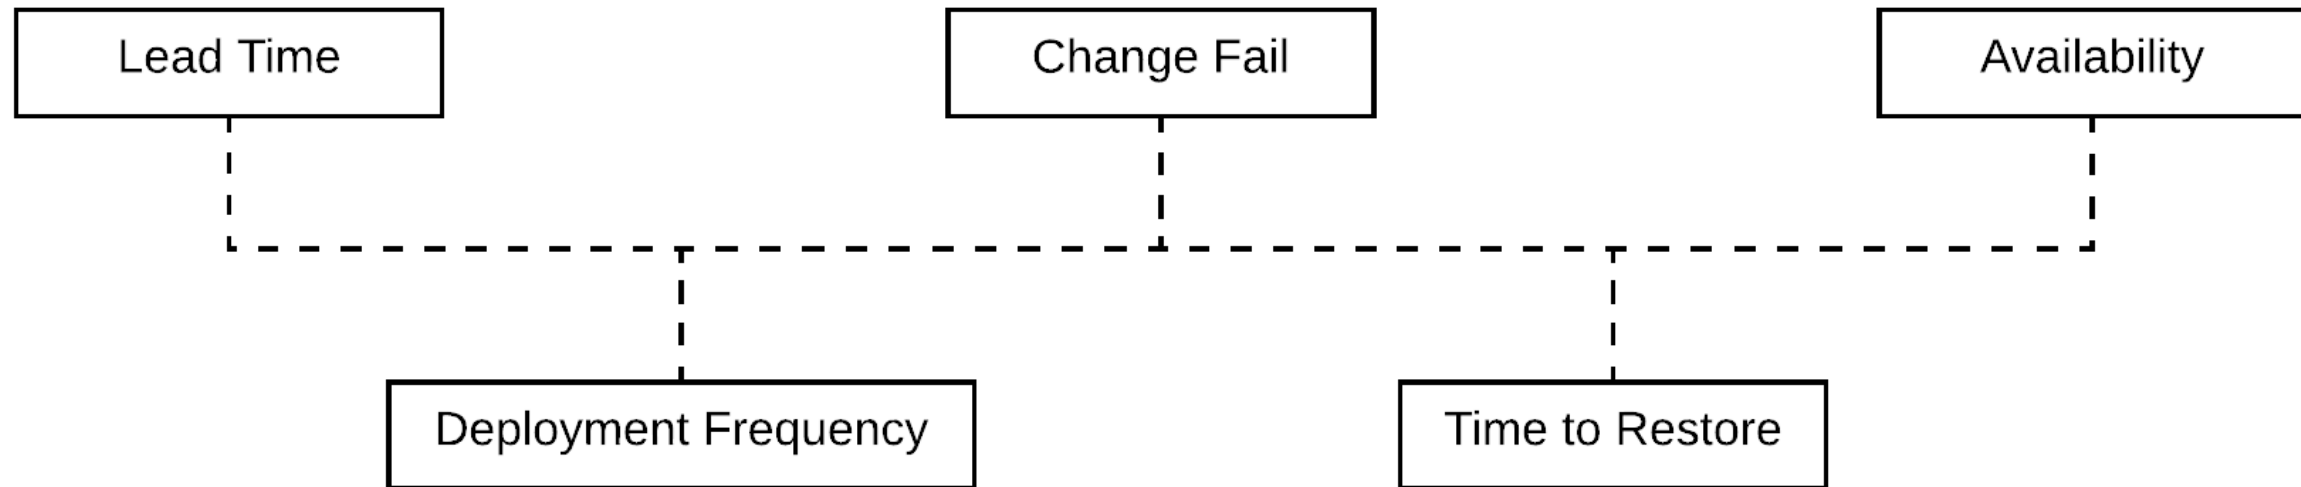 Lead Time
Change Fail
Availability
Deployment Frequency
Time to Restore